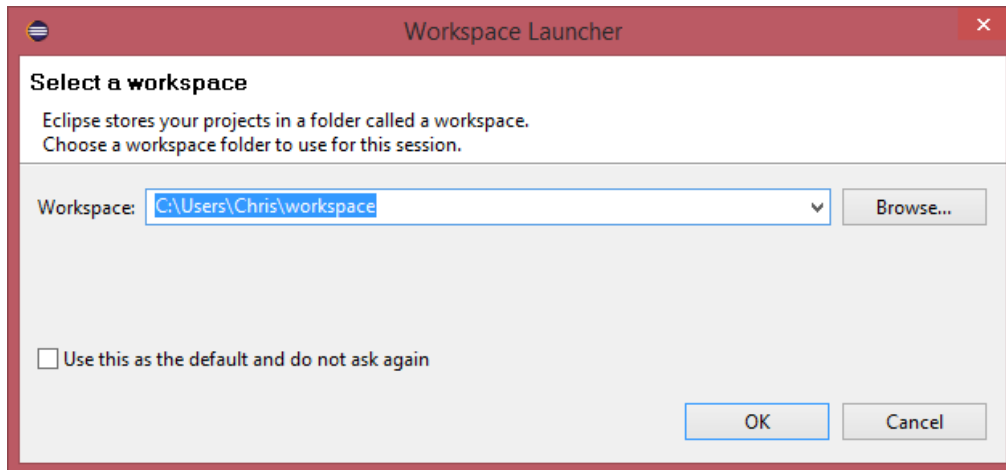 Workspace Launcher
Select a workspace
Eclipse stores your projects in a folder called a workspace.
Choose a workspace folder to use for this session.
Workspace: C:\Users\Chris\workspace Browse...
Use this as the default and do not ask again
OK Cancel